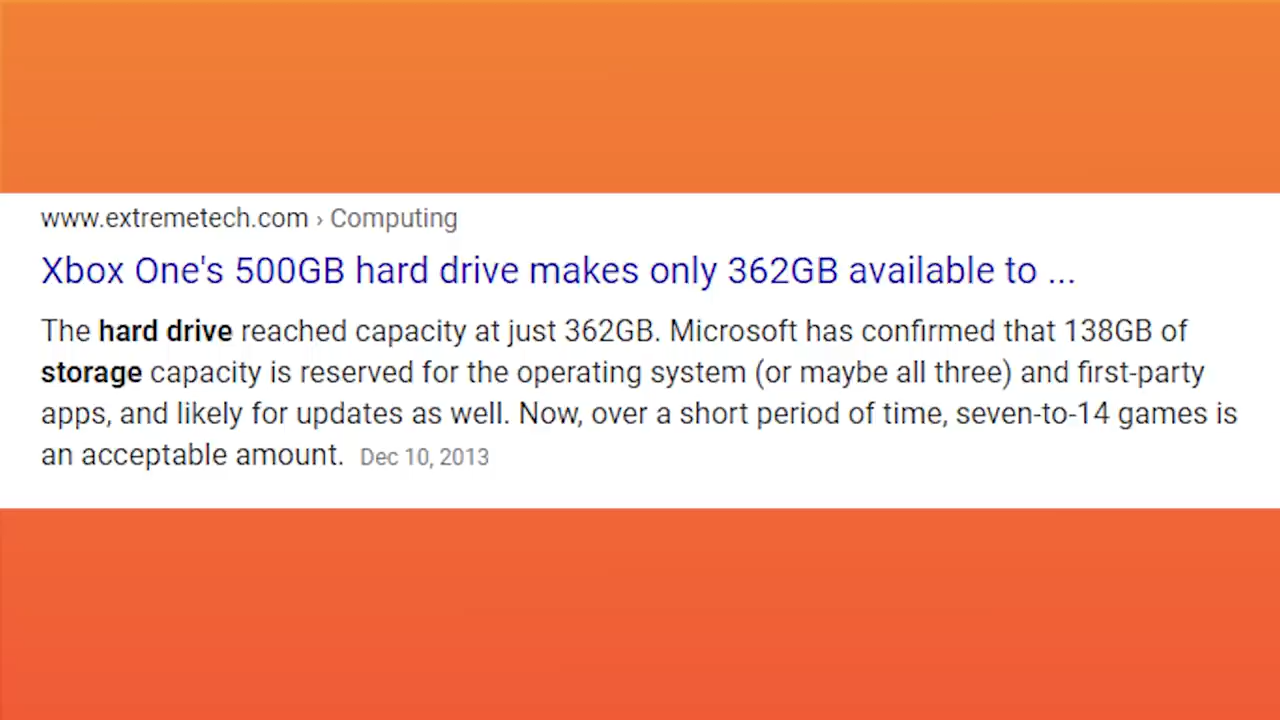 www.extremetech.com › Computing
Xbox One's 500GB hard drive makes only 362GB available to ...
The hard drive reached capacity at just 362GB. Microsoft has confirmed that 138GB of
storage capacity is reserved for the operating system (or maybe all three) and first-party
apps, and likely for updates as well. Now, over a short period of time, seven-to-14 games is
an acceptable amount. Dec 10, 2013